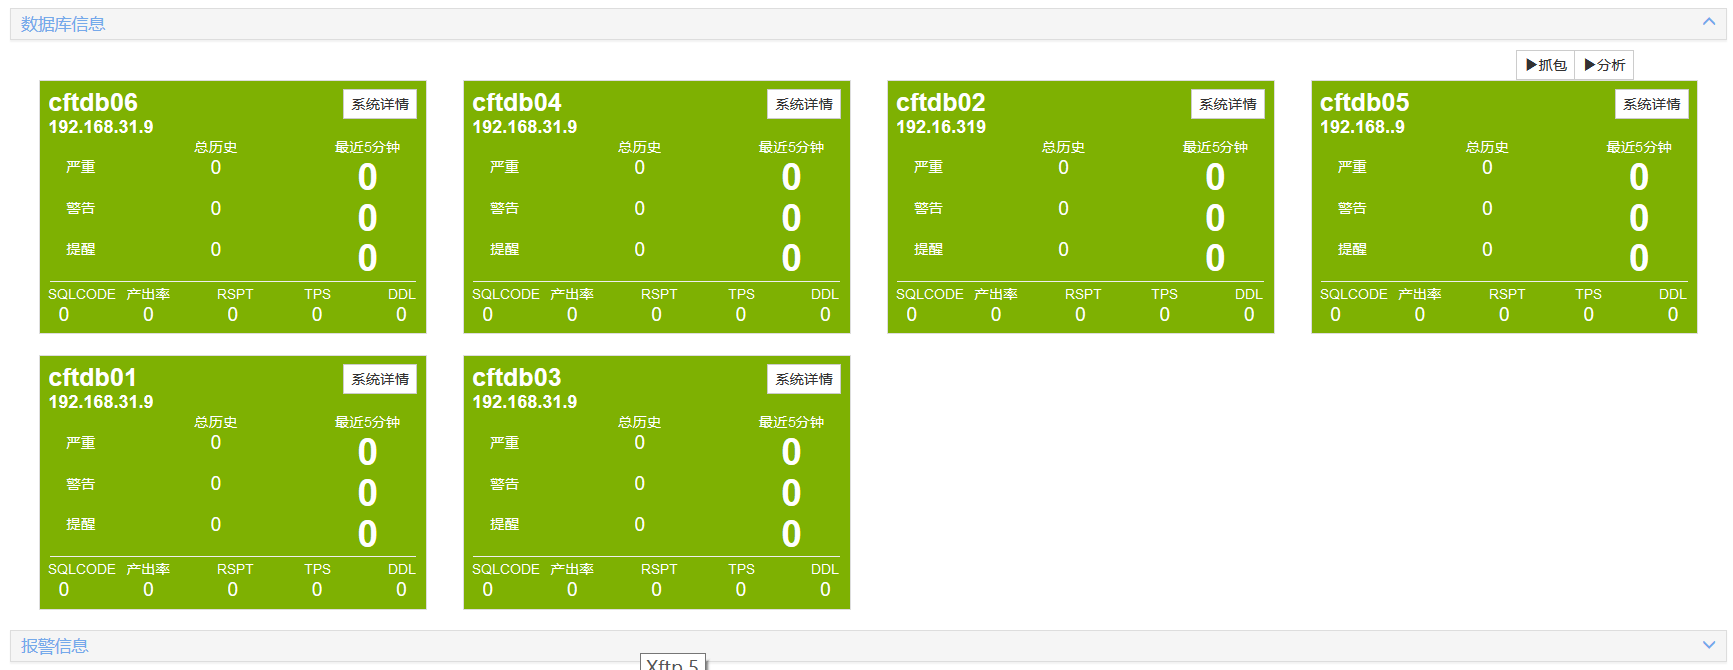 数据库信息
▶抓包 ▶分析
cftdb06 系统详情
192.168.31.9
总历史 最近5分钟
严重 0 0
警告 0 0
提醒 0 0
SQLCODE 产出率 RSPT TPS DDL
0 0 0 0 0
cftdb04 系统详情
192.168.31.9
总历史 最近5分钟
严重 0 0
警告 0 0
提醒 0 0
SQLCODE 产出率 RSPT TPS DDL
0 0 0 0 0
cftdb02 系统详情
192.16.319
总历史 最近5分钟
严重 0 0
警告 0 0
提醒 0 0
SQLCODE 产出率 RSPT TPS DDL
0 0 0 0 0
cftdb05 系统详情
192.168..9
总历史 最近5分钟
严重 0 0
警告 0 0
提醒 0 0
SQLCODE 产出率 RSPT TPS DDL
0 0 0 0 0
cftdb01 系统详情
192.168.31.9
总历史 最近5分钟
严重 0 0
警告 0 0
提醒 0 0
SQLCODE 产出率 RSPT TPS DDL
0 0 0 0 0
cftdb03 系统详情
192.168.31.9
总历史 最近5分钟
严重 0 0
警告 0 0
提醒 0 0
SQLCODE 产出率 RSPT TPS DDL
0 0 0 0 0
报警信息
Xftp 5